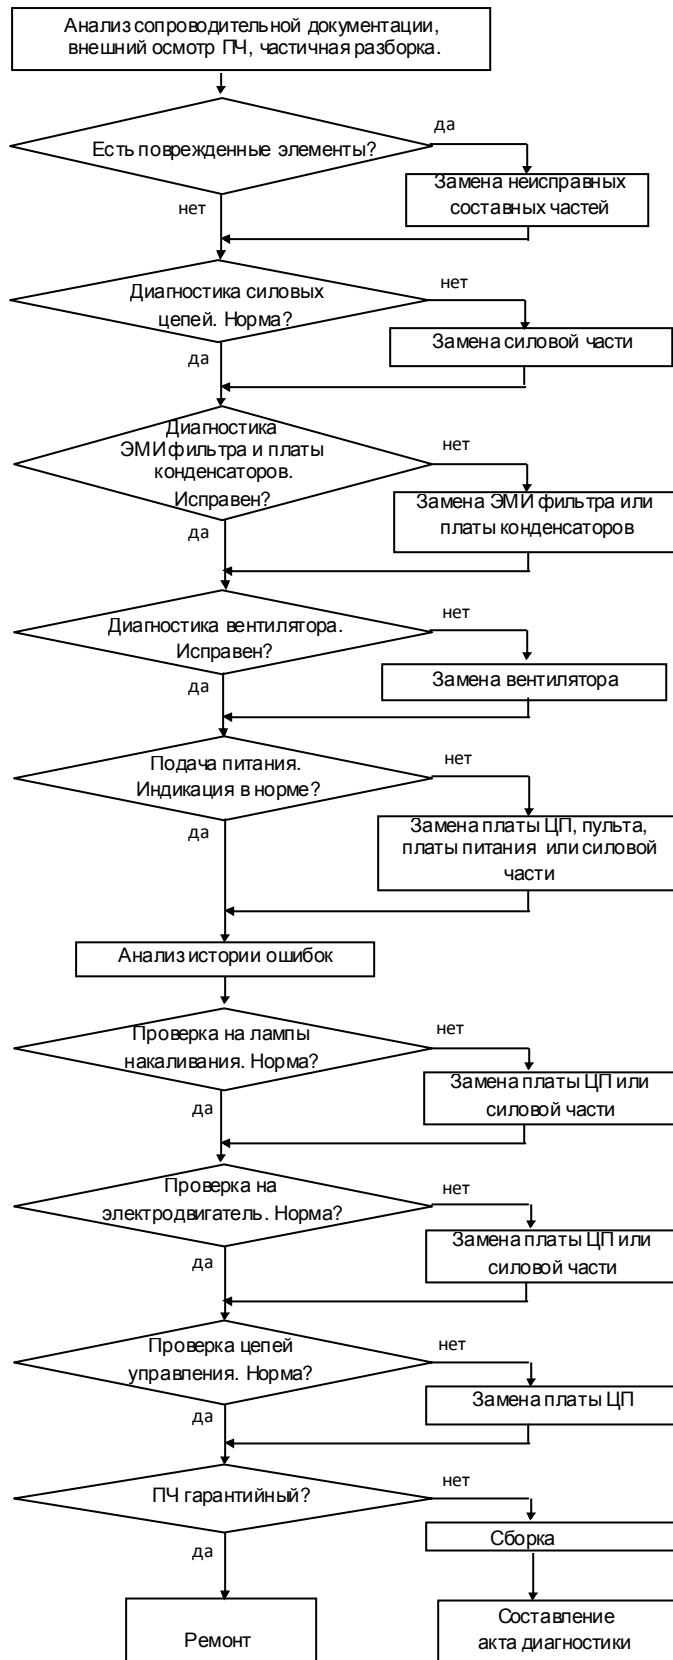 Анализ сопроводительной документации,
внешний осмотр ПЧ, частичная разборка.
да
Есть поврежденные элементы?
Замена неисправных
составных частей
нет
нет
Диагностика силовых
цепей. Норма?
Замена силовой части
да
Диагностика
ЭМИ фильтра и платы
конденсаторов.
Исправен?
нет
Замена ЭМИ фильтра или
платы конденсаторов
да
нет
Диагностика вентилятора.
Исправен?
Замена вентилятора
да
нет
Подача питания.
Индикация в норме?
Замена платы ЦП, пульта,
платы питания или силовой
части
да
Анализ истории ошибок
нет
Проверка на лампы
накаливания. Норма?
Замена платы ЦП или
силовой части
да
нет
Проверка на
электродвигатель. Норма?
Замена платы ЦП или
силовой части
да
нет
Проверка цепей
управления. Норма?
Замена платы ЦП
да
нет
ПЧ гарантийный?
Сборка
да
Ремонт
Составление
акта диагностики